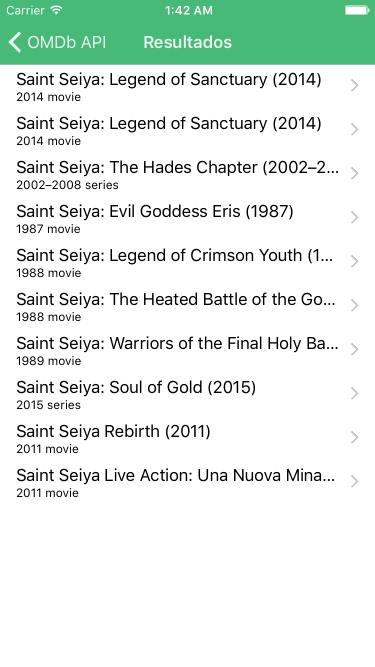 Carrier 1:42 AM
OMDb API Resultados
Saint Seiya: Legend of Sanctuary (2014)
2014 movie
Saint Seiya: Legend of Sanctuary (2014)
2014 movie
Saint Seiya: The Hades Chapter (2002–2...
2002–2008 series
Saint Seiya: Evil Goddess Eris (1987)
1987 movie
Saint Seiya: Legend of Crimson Youth (1...
1988 movie
Saint Seiya: The Heated Battle of the Go...
1988 movie
Saint Seiya: Warriors of the Final Holy Ba...
1989 movie
Saint Seiya: Soul of Gold (2015)
2015 series
Saint Seiya Rebirth (2011)
2011 movie
Saint Seiya Live Action: Una Nuova Mina...
2011 movie